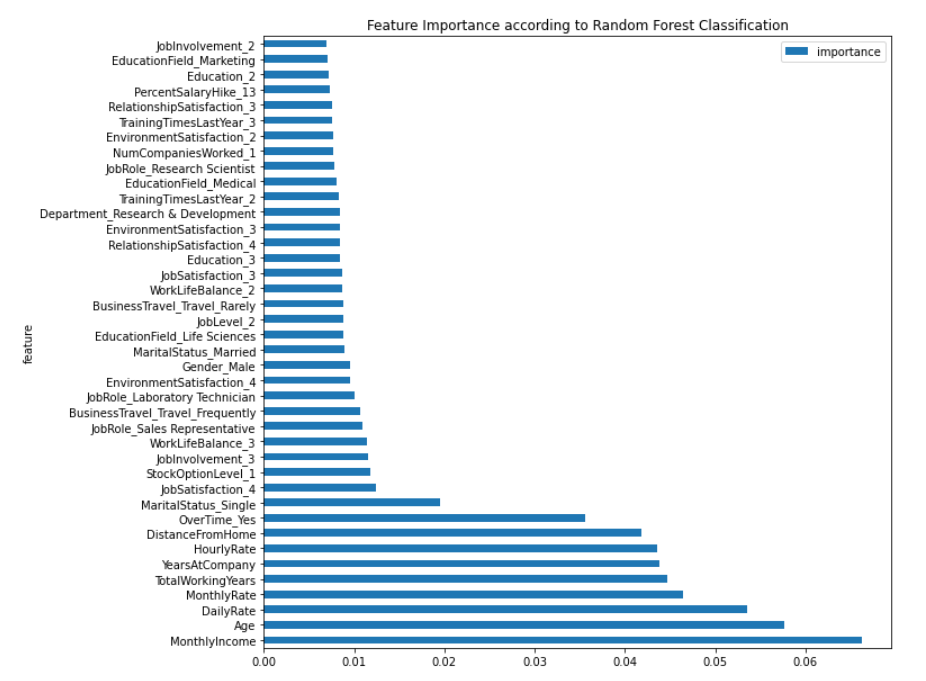 Feature Importance according to Random Forest Classification
importance
feature
JobInvolvement_2
EducationField_Marketing
Education_2
PercentSalaryHike_13
RelationshipSatisfaction_3
TrainingTimesLastYear_3
EnvironmentSatisfaction_2
NumCompaniesWorked_1
JobRole_Research Scientist
EducationField_Medical
TrainingTimesLastYear_2
Department_Research & Development
EnvironmentSatisfaction_3
RelationshipSatisfaction_4
Education_3
JobSatisfaction_3
WorkLifeBalance_2
BusinessTravel_Travel_Rarely
JobLevel_2
EducationField_Life Sciences
MaritalStatus_Married
Gender_Male
EnvironmentSatisfaction_4
JobRole_Laboratory Technician
BusinessTravel_Travel_Frequently
JobRole_Sales Representative
WorkLifeBalance_3
JobInvolvement_3
StockOptionLevel_1
JobSatisfaction_4
MaritalStatus_Single
OverTime_Yes
DistanceFromHome
HourlyRate
YearsAtCompany
TotalWorkingYears
MonthlyRate
DailyRate
Age
MonthlyIncome
0.00 0.01 0.02 0.03 0.04 0.05 0.06